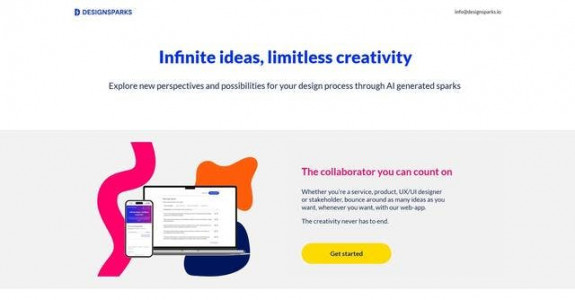 DESIGNSPARKS
info@designsparks.io
Infinite ideas, limitless creativity
Explore new perspectives and possibilities for your design process through AI generated sparks
The collaborator you can count on
Whether you're a service, product, UX/UI designer
or stakeholder, bounce around as many ideas as you
want, whenever you want, with our web-app.
The creativity never has to end.
Get started